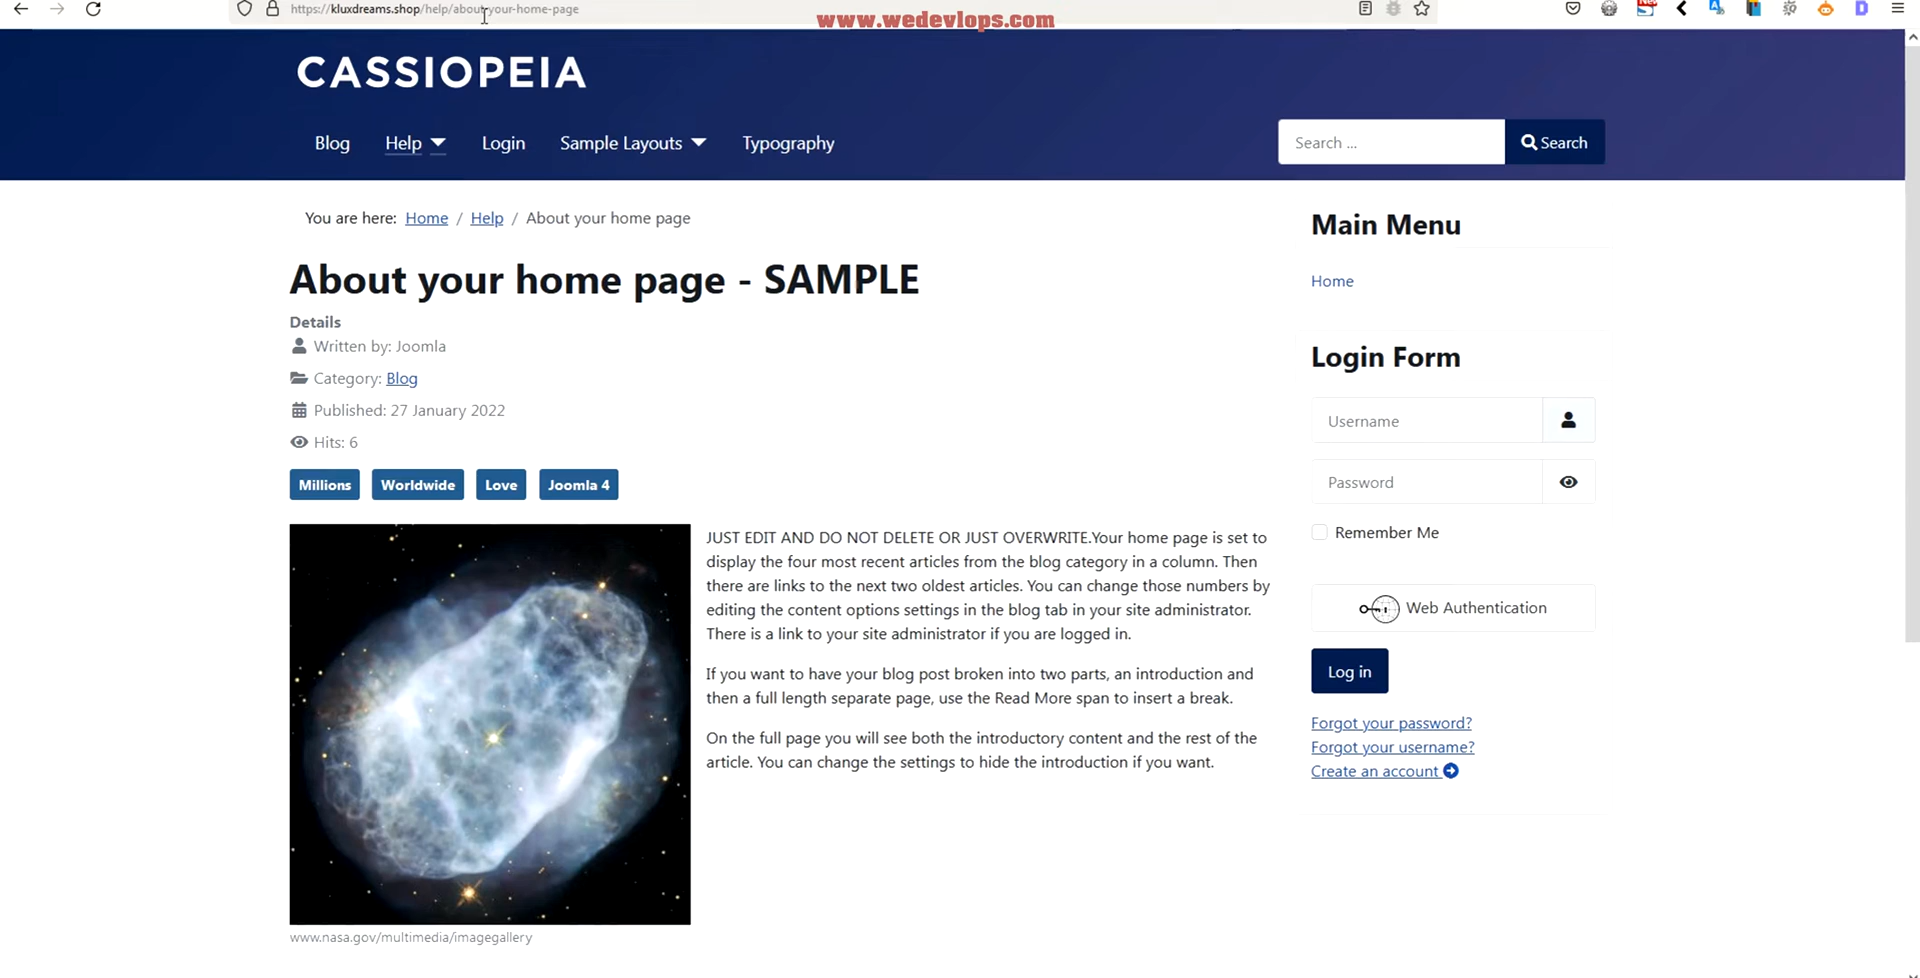 https://kluxdreams.shop/help/about-your-home-page
www.wedevlops.com
CASSIOPEIA
Blog
Help
Login
Sample Layouts
Typography
Search ...
Search
You are here: Home / Help / About your home page
About your home page - SAMPLE
Details
Written by: Joomla
Category: Blog
Published: 27 January 2022
Hits: 6
Millions
Worldwide
Love
Joomla 4
JUST EDIT AND DO NOT DELETE OR JUST OVERWRITE.Your home page is set to
display the four most recent articles from the blog category in a column. Then
there are links to the next two oldest articles. You can change those numbers by
editing the content options settings in the blog tab in your site administrator.
There is a link to your site administrator if you are logged in.
If you want to have your blog post broken into two parts, an introduction and
then a full length separate page, use the Read More span to insert a break.
On the full page you will see both the introductory content and the rest of the
article. You can change the settings to hide the introduction if you want.
www.nasa.gov/multimedia/imagegallery
Main Menu
Home
Login Form
Username
Password
Remember Me
Web Authentication
Log in
Forgot your password?
Forgot your username?
Create an account